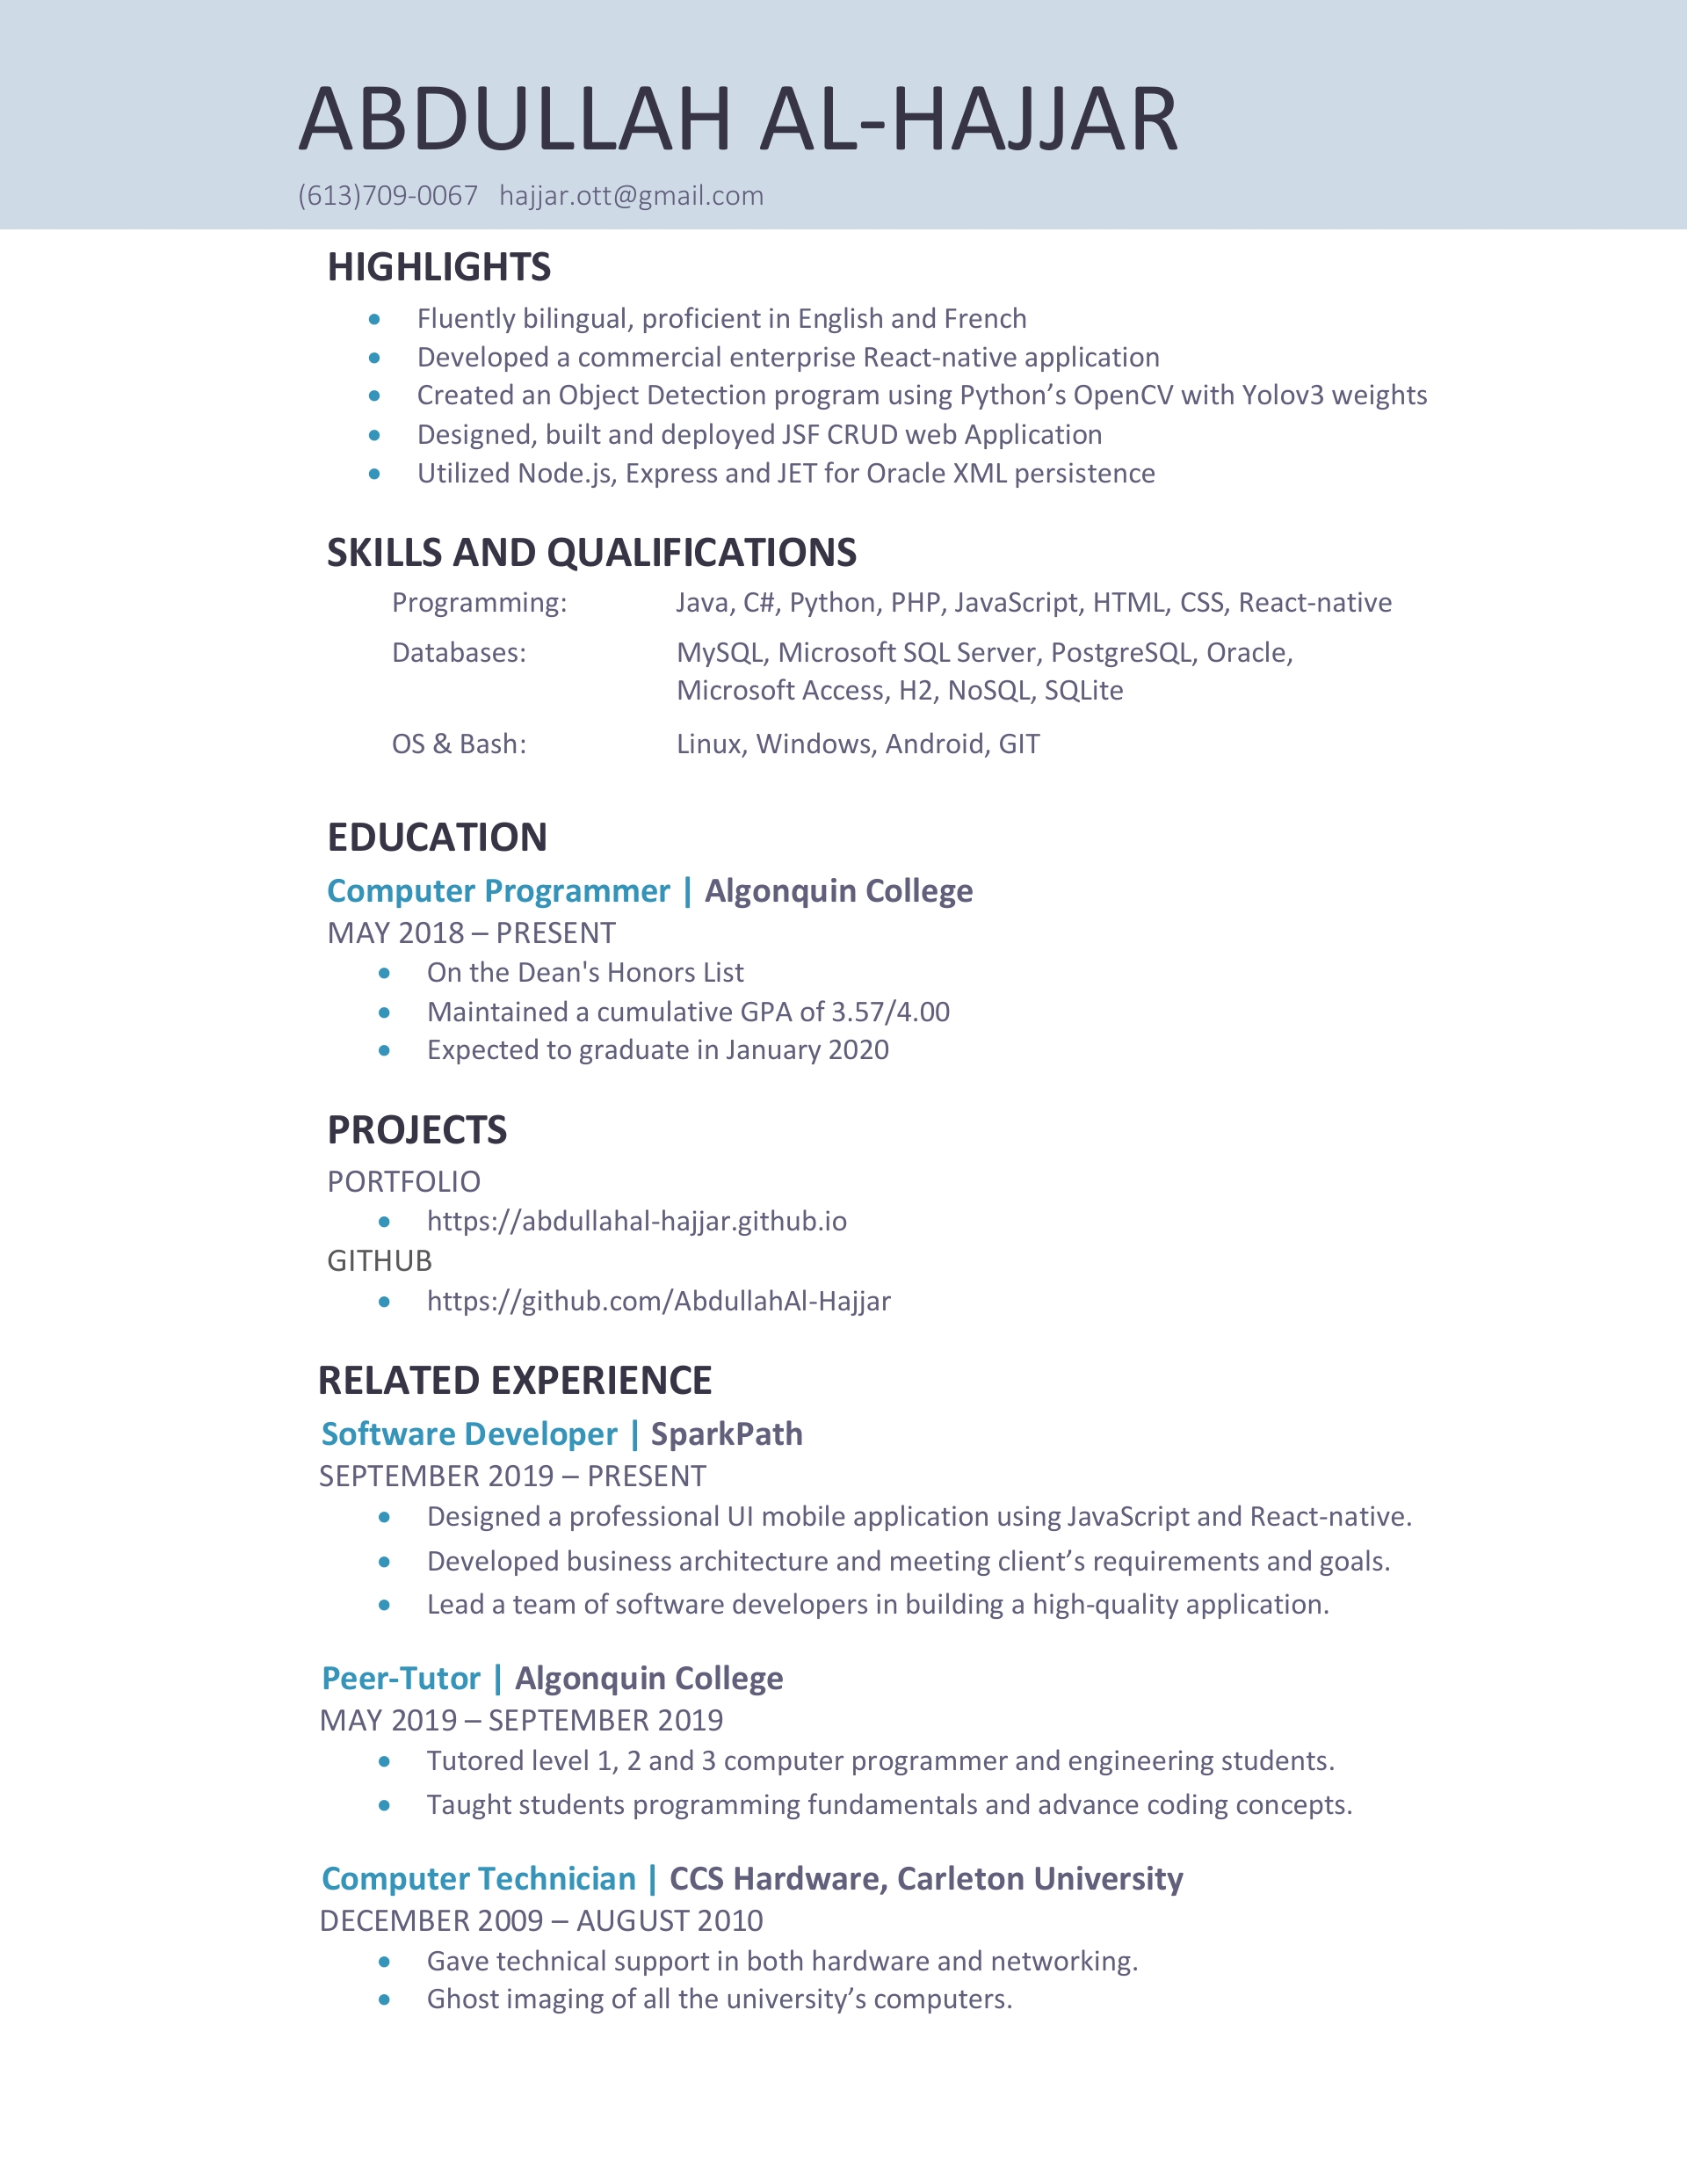 ABDULLAH AL-HAJJAR
(613)709-0067 hajjar.ott@gmail.com
HIGHLIGHTS
• Fluently bilingual, proficient in English and French
• Developed a commercial enterprise React-native application
• Created an Object Detection program using Python’s OpenCV with Yolov3 weights
• Designed, built and deployed JSF CRUD web Application
• Utilized Node.js, Express and JET for Oracle XML persistence
SKILLS AND QUALIFICATIONS
Programming: Java, C#, Python, PHP, JavaScript, HTML, CSS, React-native
Databases: MySQL, Microsoft SQL Server, PostgreSQL, Oracle,
Microsoft Access, H2, NoSQL, SQLite
OS & Bash: Linux, Windows, Android, GIT
EDUCATION
Computer Programmer | Algonquin College
MAY 2018 – PRESENT
• On the Dean's Honors List
• Maintained a cumulative GPA of 3.57/4.00
• Expected to graduate in January 2020
PROJECTS
PORTFOLIO
• https://abdullahal-hajjar.github.io
GITHUB
• https://github.com/AbdullahAl-Hajjar
RELATED EXPERIENCE
Software Developer | SparkPath
SEPTEMBER 2019 – PRESENT
• Designed a professional UI mobile application using JavaScript and React-native.
• Developed business architecture and meeting client’s requirements and goals.
• Lead a team of software developers in building a high-quality application.
Peer-Tutor | Algonquin College
MAY 2019 – SEPTEMBER 2019
• Tutored level 1, 2 and 3 computer programmer and engineering students.
• Taught students programming fundamentals and advance coding concepts.
Computer Technician | CCS Hardware, Carleton University
DECEMBER 2009 – AUGUST 2010
• Gave technical support in both hardware and networking.
• Ghost imaging of all the university’s computers.